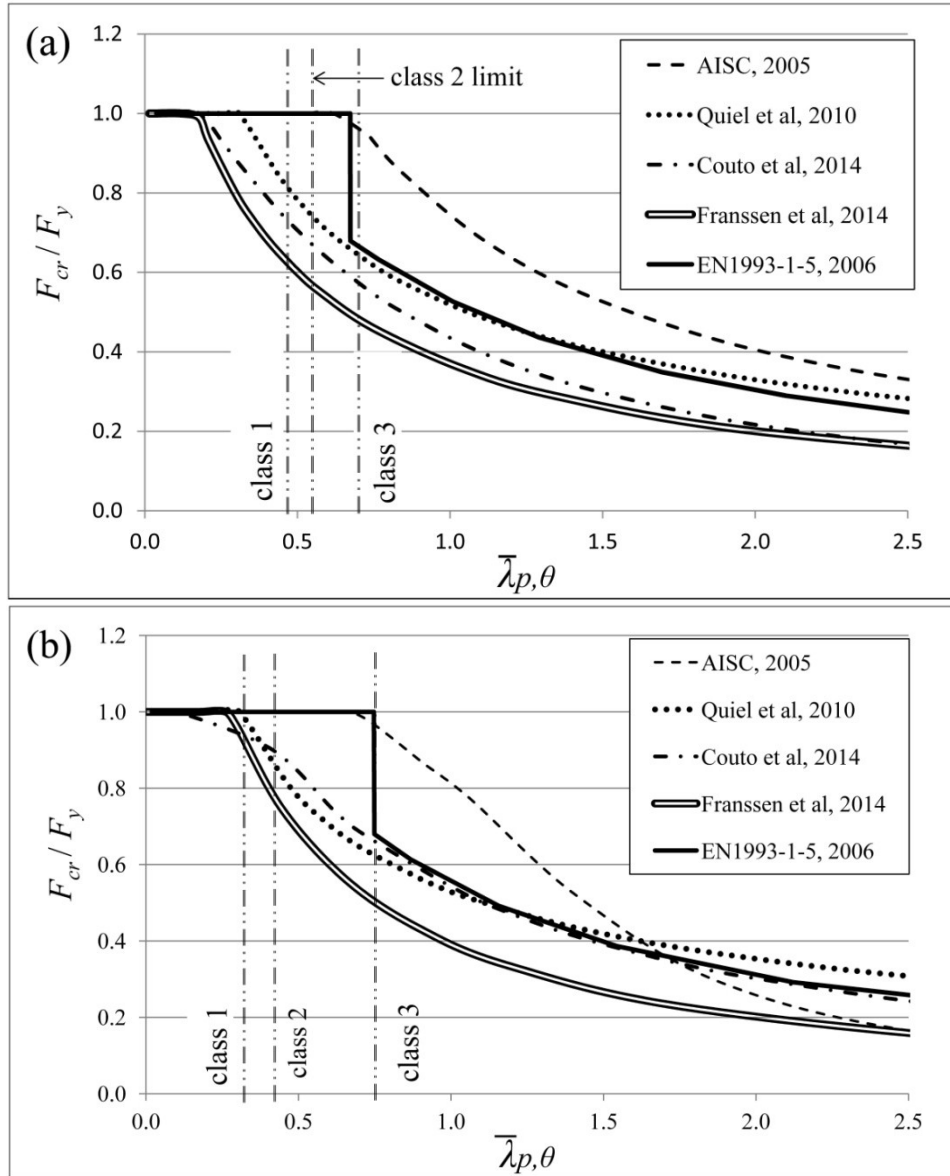 (a)
1.2
1.0
0.8
0.6
0.4
0.2
0.0
F_cr / F_y
class 2 limit
AISC, 2005
Quiel et al, 2010
Couto et al, 2014
Franssen et al, 2014
EN1993-1-5, 2006
class 1
class 3
0.0 0.5 1.0 1.5 2.0 2.5
λ̄p,θ
(b)
1.2
1.0
0.8
0.6
0.4
0.2
0.0
F_cr / F_y
AISC, 2005
Quiel et al, 2010
Couto et al, 2014
Franssen et al, 2014
EN1993-1-5, 2006
class 1
class 2
class 3
0.0 0.5 1.0 1.5 2.0 2.5
λ̄p,θ